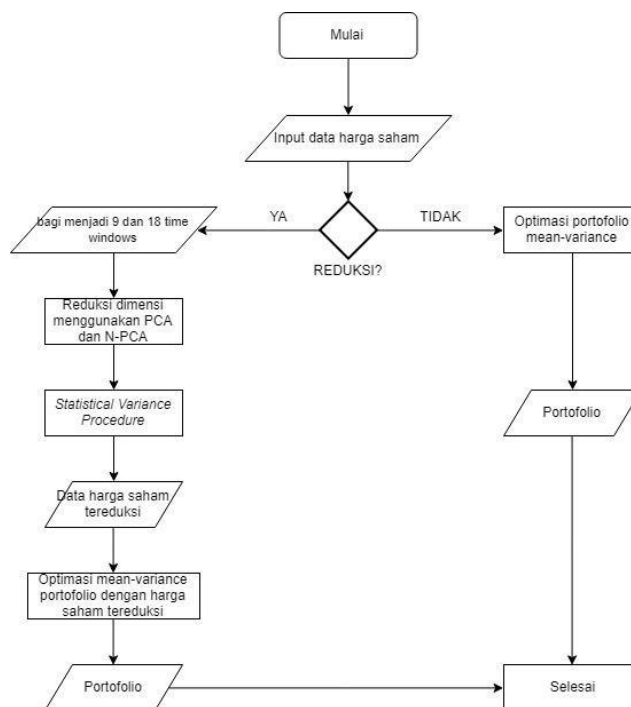 Mulai
Input data harga saham
YA
TIDAK
REDUKSI?
bagi menjadi 9 dan 18 time
windows
Optimasi portofolio
mean-variance
Reduksi dimensi
menggunakan PCA
dan N-PCA
Statistical Variance
Procedure
Portofolio
Data harga saham
tereduksi
Optimasi mean-variance
portofolio dengan harga
saham tereduksi
Portofolio
Selesai